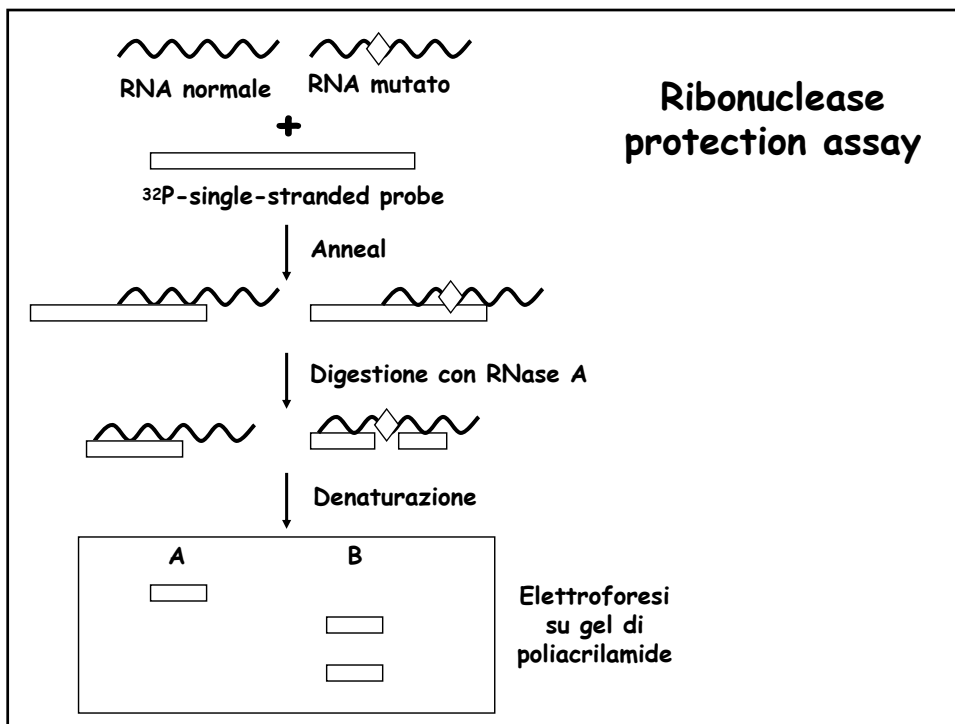 RNA normale
RNA mutato
Ribonuclease
protection assay
+
³²P-single-stranded probe
Anneal
Digestione con RNase A
Denaturazione
A
B
Elettroforesi
su gel di
poliacrilamide